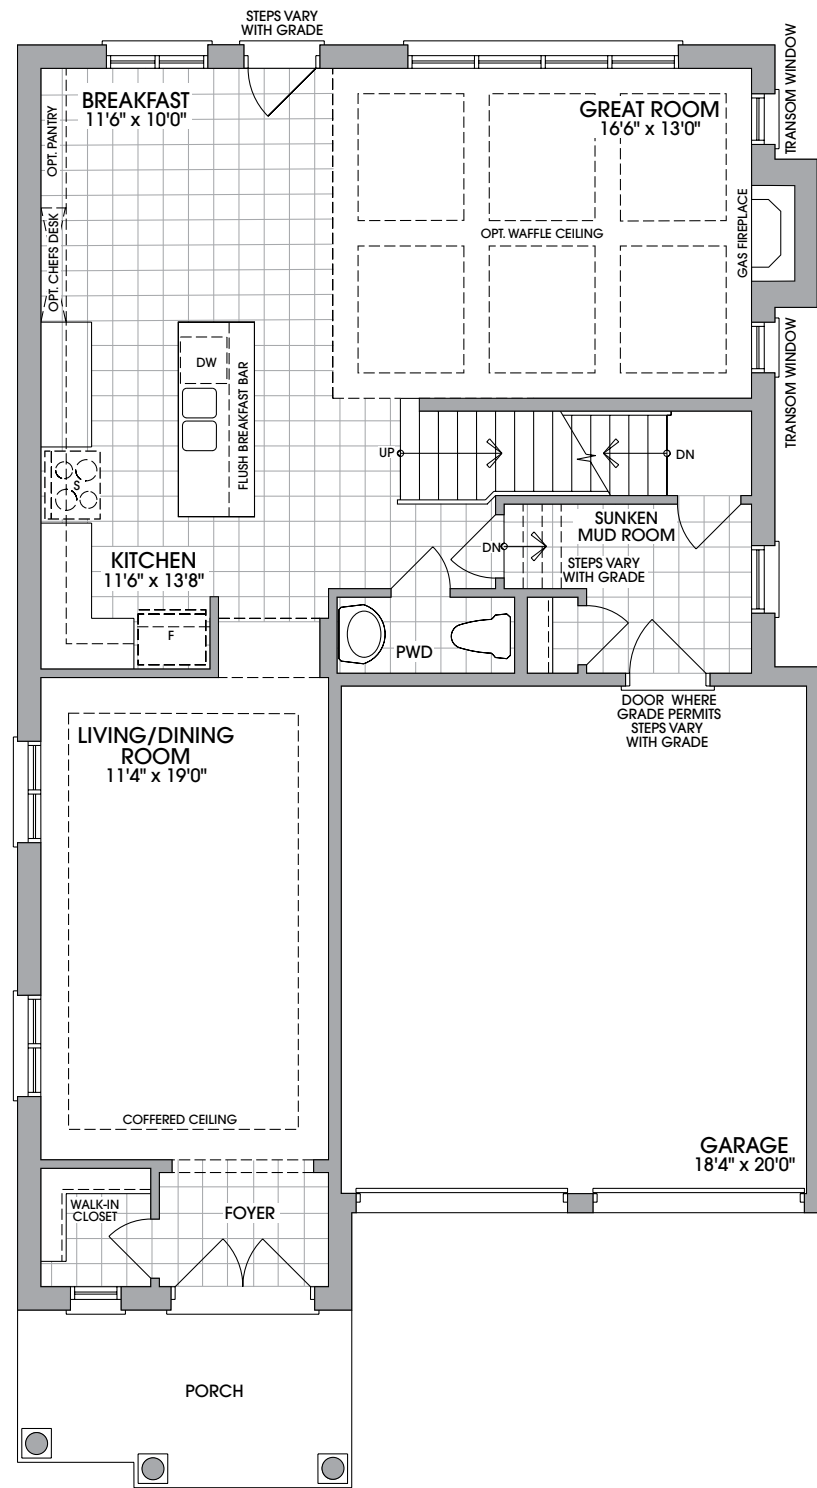 STEPS VARY
WITH GRADE
TRANSOM WINDOW
BREAKFAST
11'6" x 10'0"
GREAT ROOM
16'6" x 13'0"
OPT. PANTRY
OPT. CHEFS DESK
OPT. WAFFLE CEILING
GAS FIREPLACE
TRANSOM WINDOW
DW
FLUSH BREAKFAST BAR
UP
DN
S
SUNKEN
MUD ROOM
DN
STEPS VARY
WITH GRADE
KITCHEN
11'6" x 13'8"
F
PWD
DOOR WHERE
GRADE PERMITS
STEPS VARY
WITH GRADE
LIVING/DINING
ROOM
11'4" x 19'0"
COFFERED CEILING
GARAGE
18'4" x 20'0"
WALK-IN
CLOSET
FOYER
PORCH